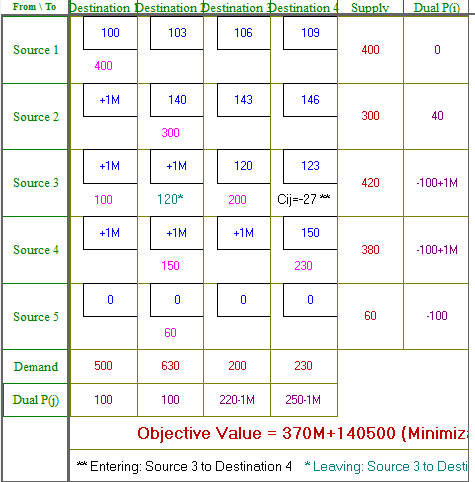 From \ To Destination 1 Destination 2 Destination 3 Destination 4 Supply Dual P(i)
100 103 106 109
Source 1 400 0
400
+1M 140 143 146
Source 2 300 40
300
+1M +1M 120 123
Source 3 420 -100+1M
100 120* 200 Cij=-27 **
+1M +1M +1M 150
Source 4 380 -100+1M
150 230
0 0 0 0
Source 5 60 -100
60
Demand 500 630 200 230
Dual P(j) 100 100 220-1M 250-1M
Objective Value = 370M+140500 (Minimiz
** Entering: Source 3 to Destination 4 * Leaving: Source 3 to Desti